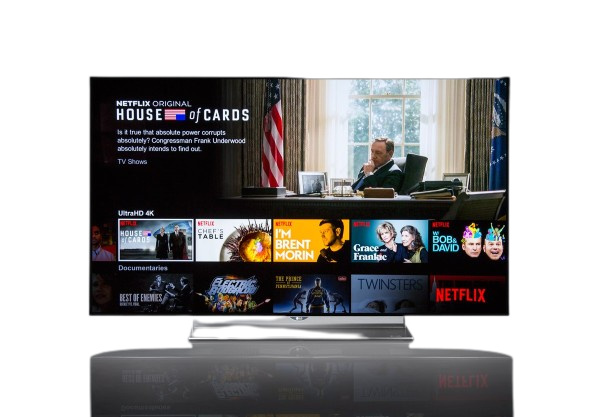 NETFLIX ORIGINAL
HOUSE of CARDS
Is it true that absolute power corrupts
absolutely? Congressman Frank Underwood
absolutely intends to find out.
TV Shows
UltraHD 4K
NETFLIX
HOUSE
of CARDS
NETFLIX
CHEF'S
TABLE
NETFLIX
I'M
BRENT
MORIN
NETFLIX
Grace and
Frankie
NETFLIX
W/
BOB&
DAVID
Documentaries
BEST OF ENEMIES
ELECTRIC
BOOGALOO
THE PRINCE
PENNSYLVANIA
TWINSTERS
NETFLIX